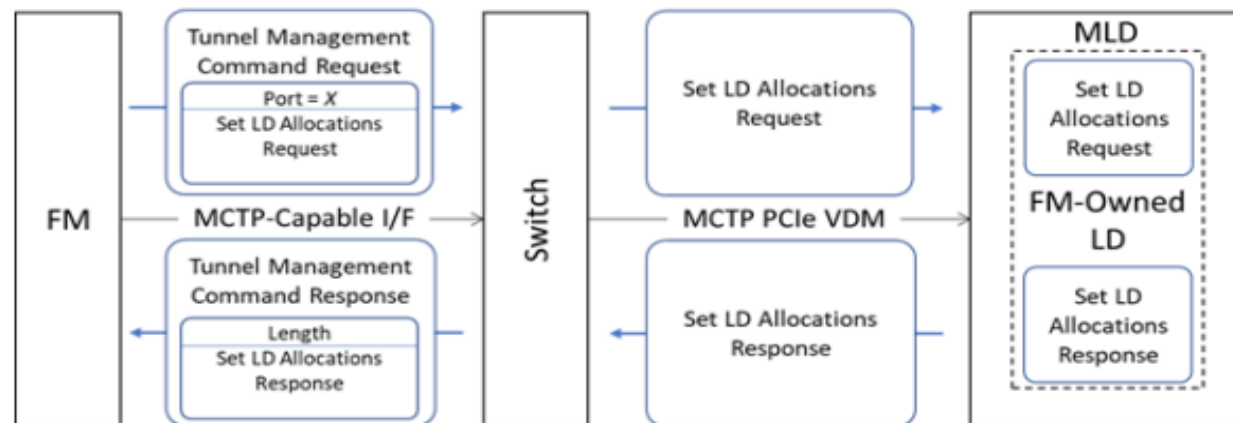 FM
Tunnel Management
Command Request
Port = X
Set LD Allocations
Request
MCTP-Capable I/F
Tunnel Management
Command Response
Length
Set LD Allocations
Response
Switch
Set LD Allocations
Request
MCTP PCIe VDM
Set LD Allocations
Response
MLD
Set LD
Allocations
Request
FM-Owned
LD
Set LD
Allocations
Response